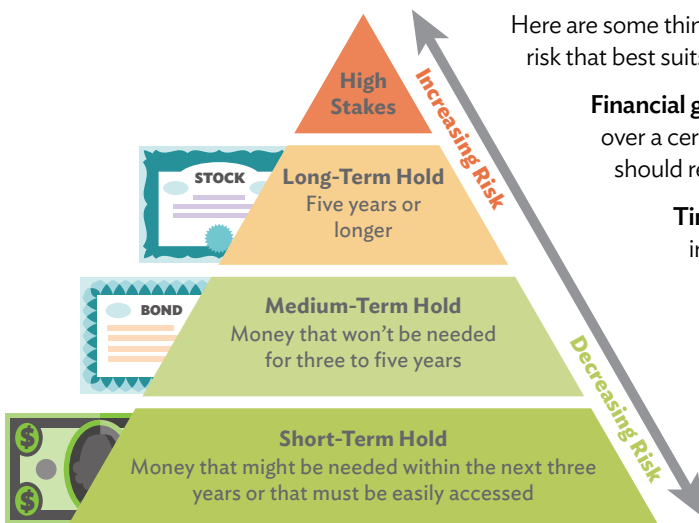 Here are some thin
risk that best suits
Financial g
over a cer
should re
Tir
in
High
Stakes
Increasing Risk
STOCK
Long-Term Hold
Five years or
longer
BOND
Medium-Term Hold
Money that won't be needed
for three to five years
Decreasing Risk
$
$
Short-Term Hold
Money that might be needed within the next three
years or that must be easily accessed